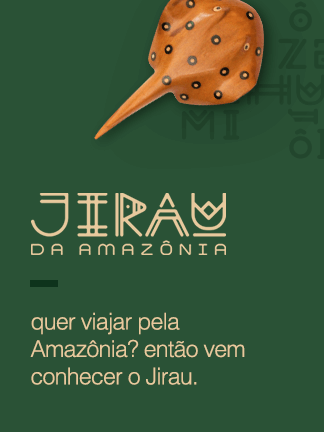 JIRAU
DA AMAZÔNIA
quer viajar pela
Amazônia? então vem
conhecer o Jirau.